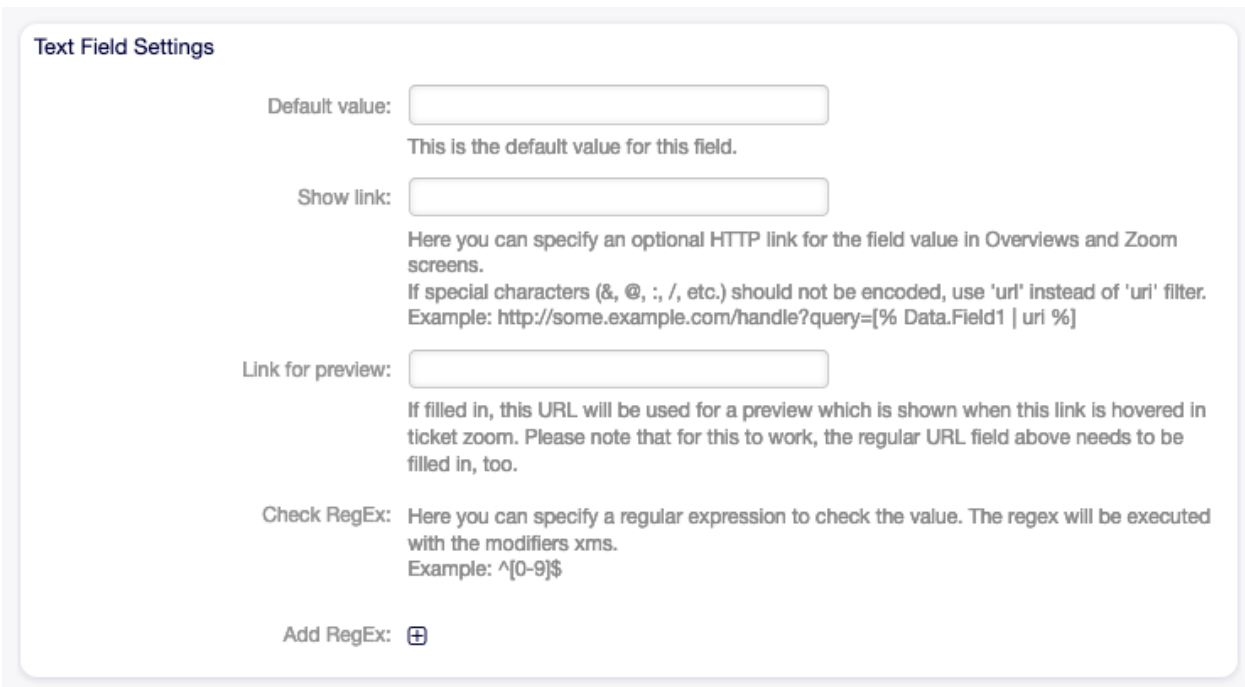 Text Field Settings
Default value:
This is the default value for this field.
Show link:
Here you can specify an optional HTTP link for the field value in Overviews and Zoom
screens.
If special characters (&, @, :, /, etc.) should not be encoded, use 'url' instead of 'uri' filter.
Example: http://some.example.com/handle?query=[% Data.Field1 | uri %]
Link for preview:
If filled in, this URL will be used for a preview which is shown when this link is hovered in
ticket zoom. Please note that for this to work, the regular URL field above needs to be
filled in, too.
Check RegEx: Here you can specify a regular expression to check the value. The regex will be executed
with the modifiers xms.
Example: ^[0-9]$
Add RegEx: